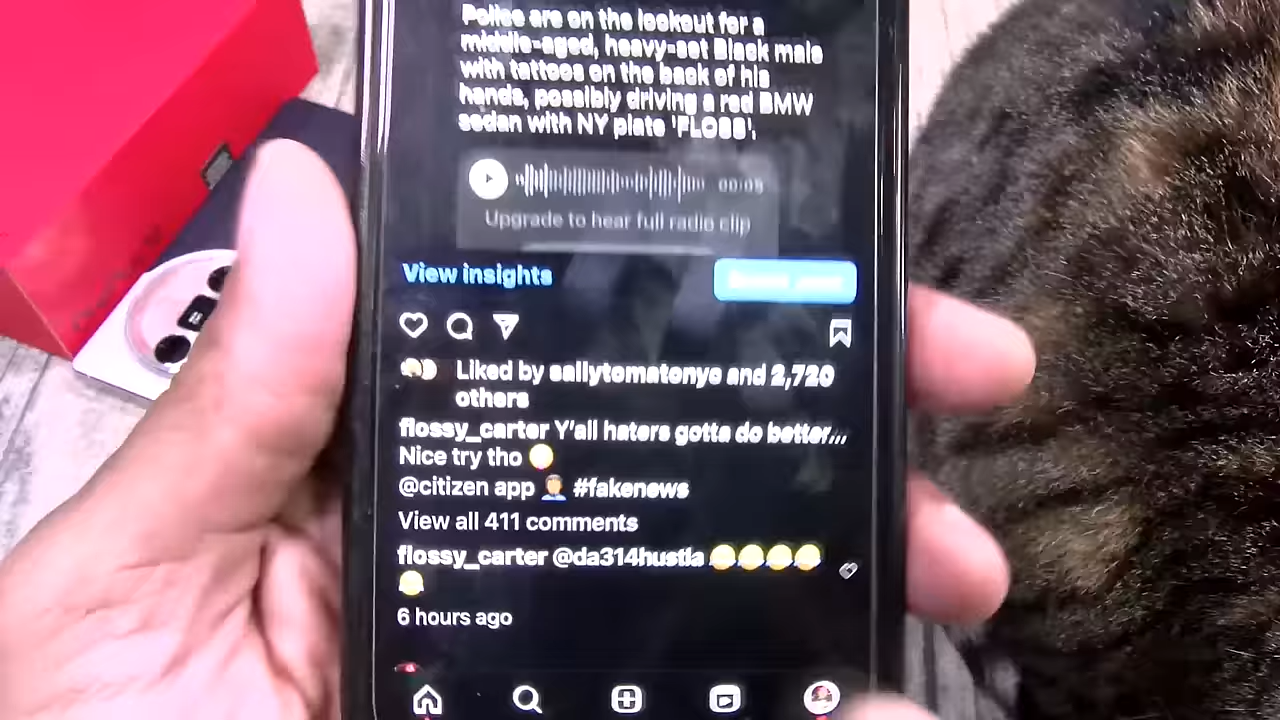 Police are on the lookout for a
middle-aged, heavy-set Black male
with tattoos on the back of his
hands, possibly driving a red BMW
sedan with NY plate 'FLOSS'.
00:05
Upgrade to hear full radio clip
View insights
Liked by sallytomatonyc and 2,720
others
flossy_carter Y'all haters gotta do better...
Nice try tho
@citizen app #fakenews
View all 411 comments
flossy_carter @da314hustla
6 hours ago